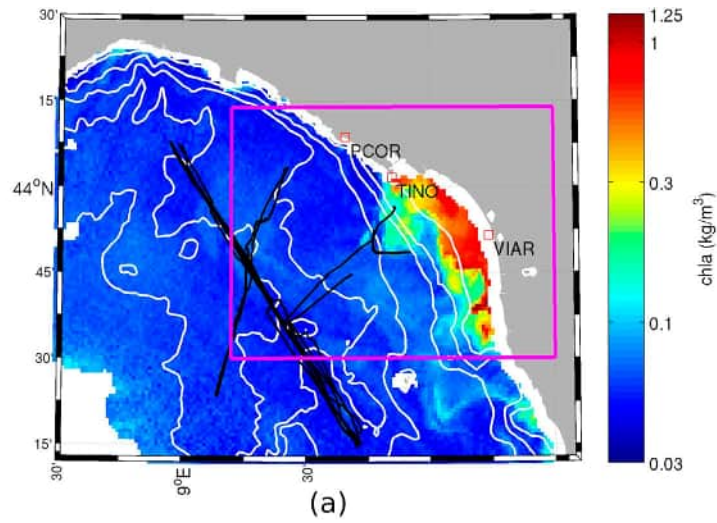 30'
15'
44°N
45'
30'
15'
30'
9°E
30'
PCOR
TINO
VIAR
1.25
1
0.3
0.1
0.03
chla (kg/m³)
(a)